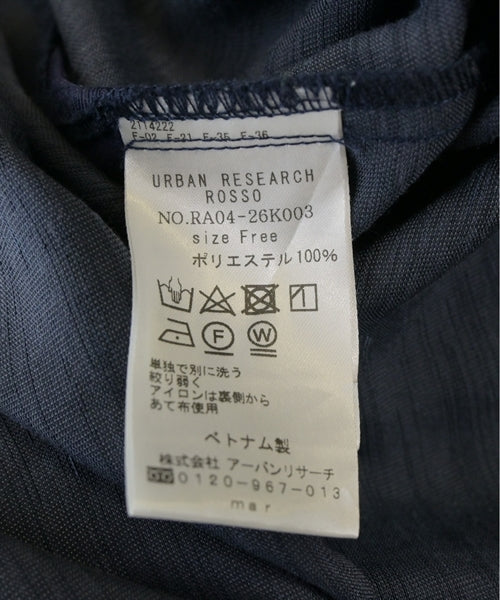 2114222
F-02 F-21 F-35 F-36
URBAN RESEARCH
ROSSO
NO.RA04-26K003
size Free
ポリエステル100%
F W
単独で別に洗う
絞り弱く
アイロンは裏側から
あて布使用
ベトナム製
株式会社 アーバンリサーチ
0120-967-013
mar